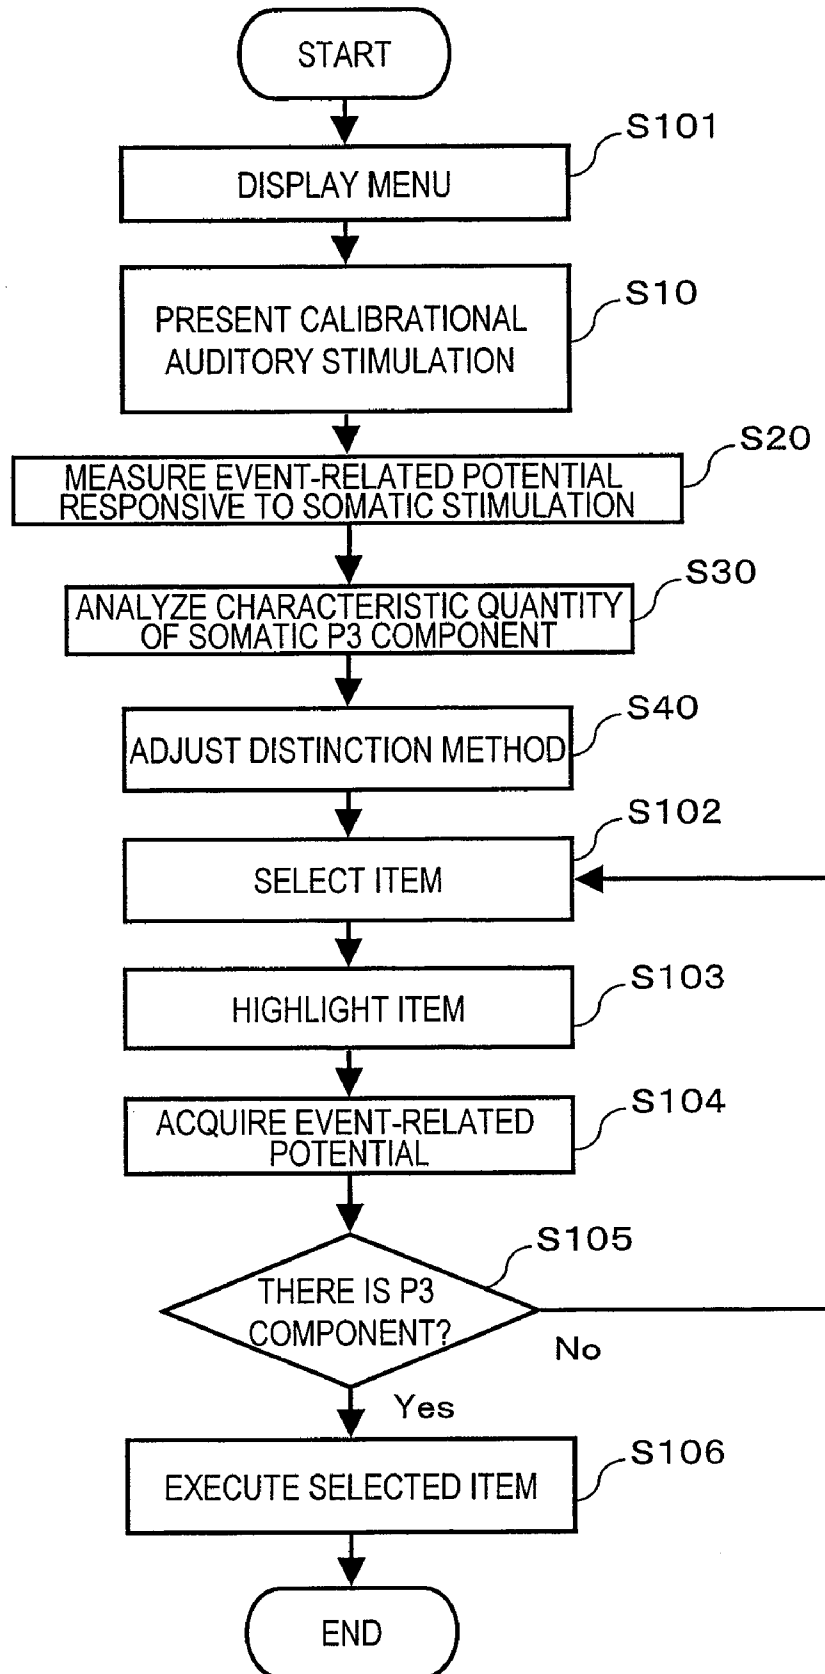 START
S101
DISPLAY MENU
S10
PRESENT CALIBRATIONAL
AUDITORY STIMULATION
S20
MEASURE EVENT-RELATED POTENTIAL
RESPONSIVE TO SOMATIC STIMULATION
S30
ANALYZE CHARACTERISTIC QUANTITY
OF SOMATIC P3 COMPONENT
S40
ADJUST DISTINCTION METHOD
S102
SELECT ITEM
S103
HIGHLIGHT ITEM
S104
ACQUIRE EVENT-RELATED
POTENTIAL
S105
THERE IS P3
COMPONENT?
No
Yes
S106
EXECUTE SELECTED ITEM
END